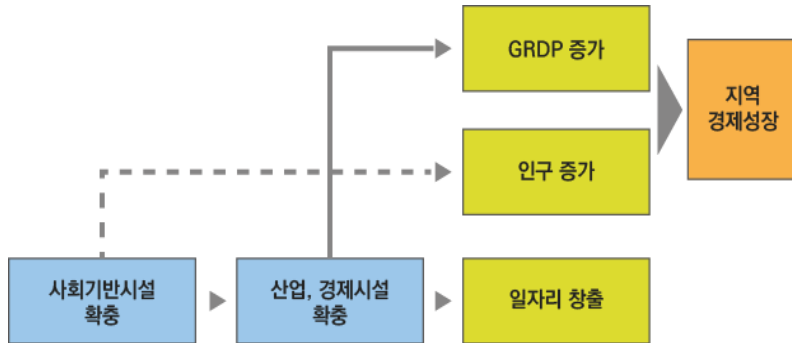 GRDP 증가
지역
경제성장
인구 증가
사회기반시설
확충
산업, 경제시설
확충
일자리 창출